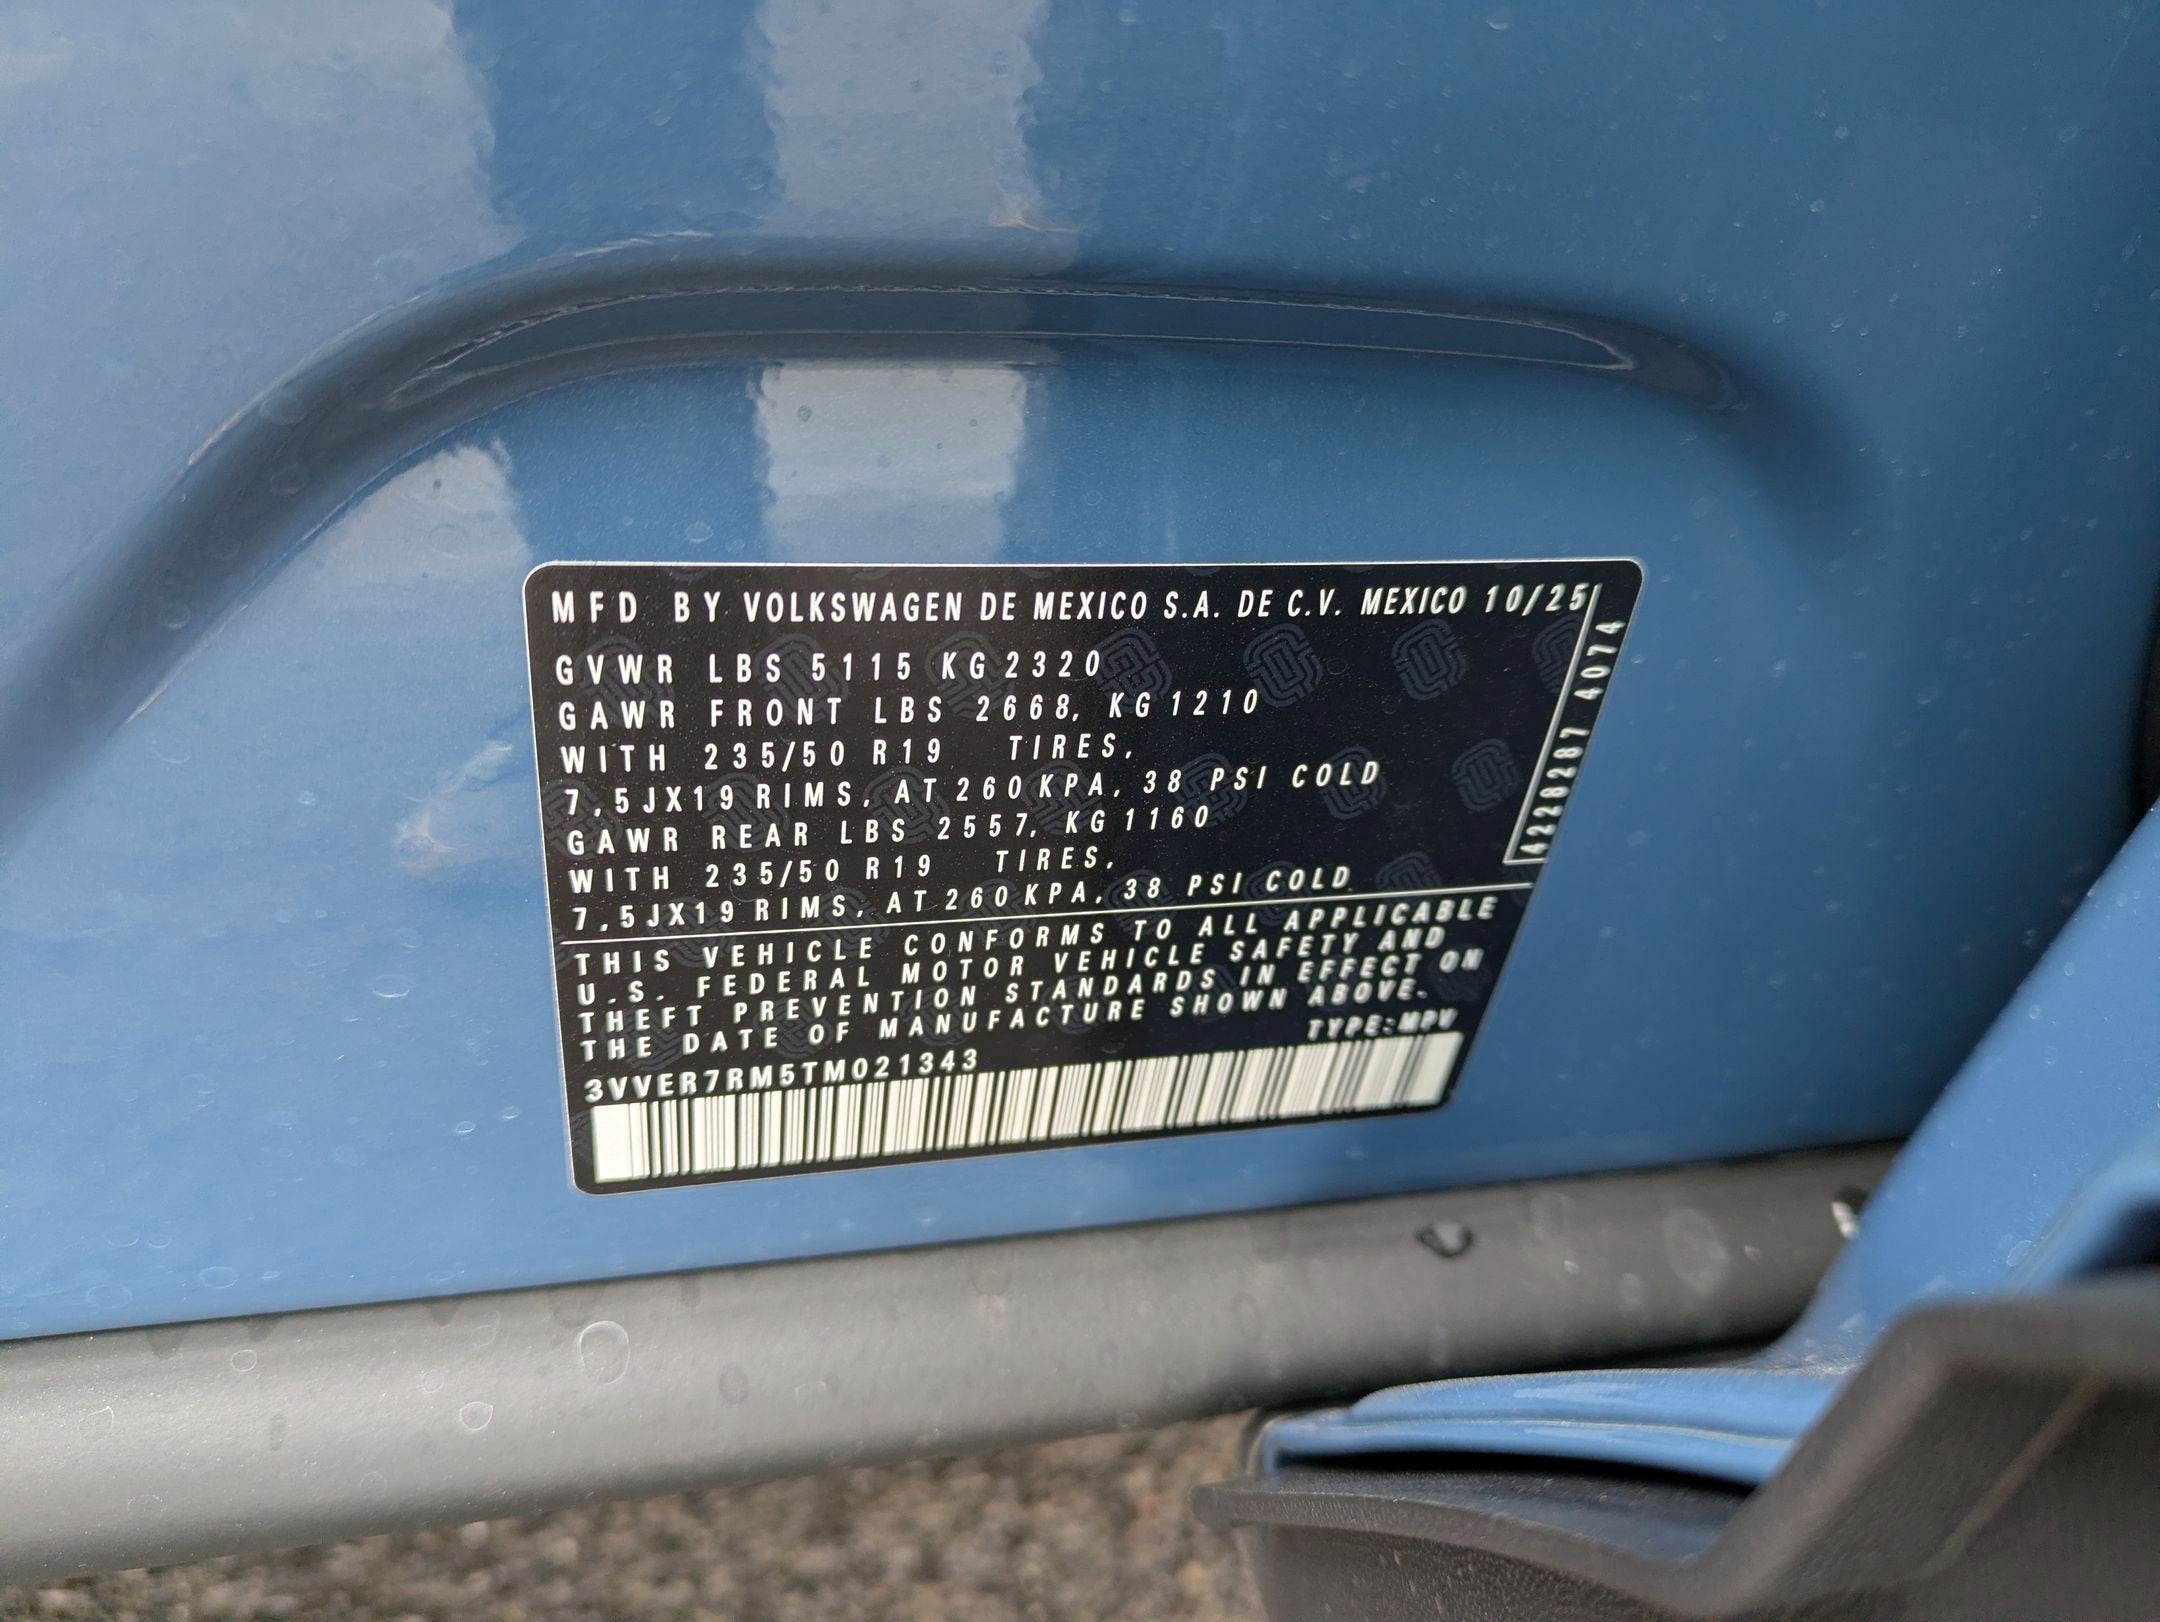 MFD BY VOLKSWAGEN DE MEXICO S.A. DE C.V. MEXICO 10/25
GVWR LBS 5115 KG 2320
GAWR FRONT LBS 2668, KG 1210
WITH 235/50 R19 TIRES,
7,5JX19 RIMS, AT 260 KPA, 38 PSI COLD
GAWR REAR LBS 2557, KG 1160
WITH 235/50 R19 TIRES,
7,5JX19 RIMS, AT 260 KPA, 38 PSI COLD
4228287 4074
THIS VEHICLE CONFORMS TO ALL APPLICABLE
U.S. FEDERAL MOTOR VEHICLE SAFETY AND
THEFT PREVENTION STANDARDS IN EFFECT ON
THE DATE OF MANUFACTURE SHOWN ABOVE.
TYPE:MPV
3VVER7RM5TM021343